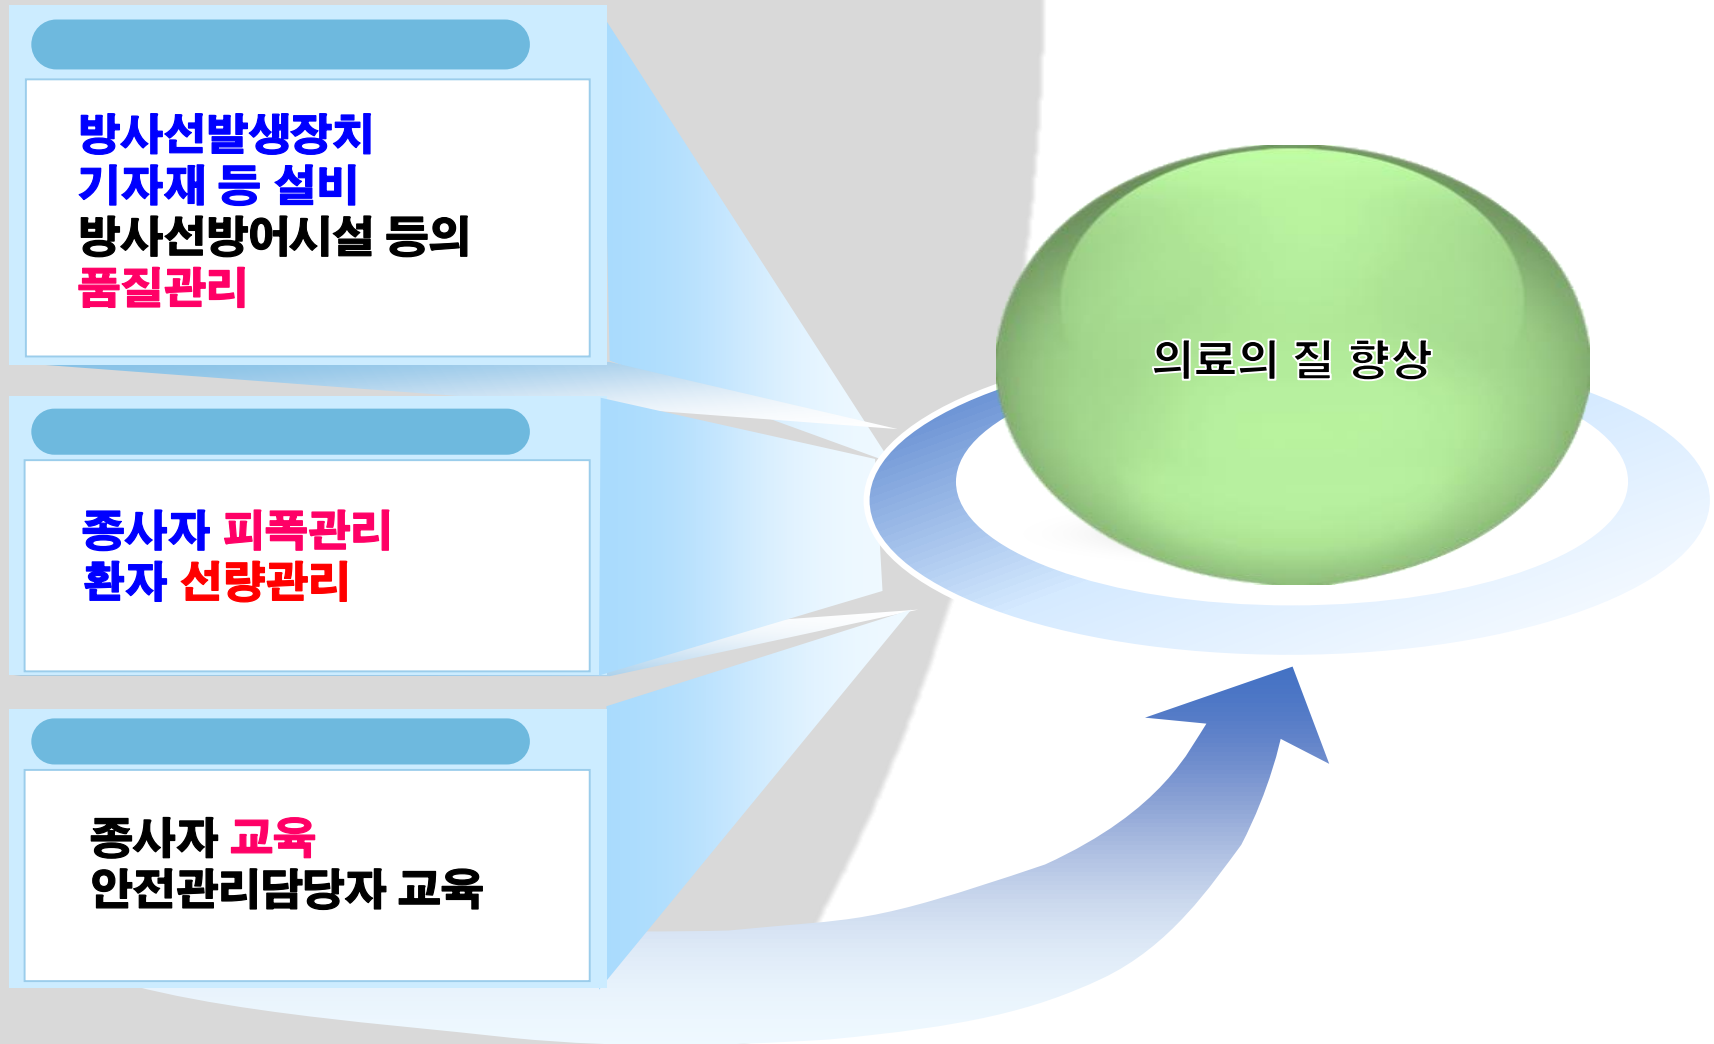 방사선발생장치
기자재 등 설비
방사선방어시설 등의
품질관리
종사자 피폭관리
환자 선량관리
종사자 교육
안전관리담당자 교육
의료의 질 향상